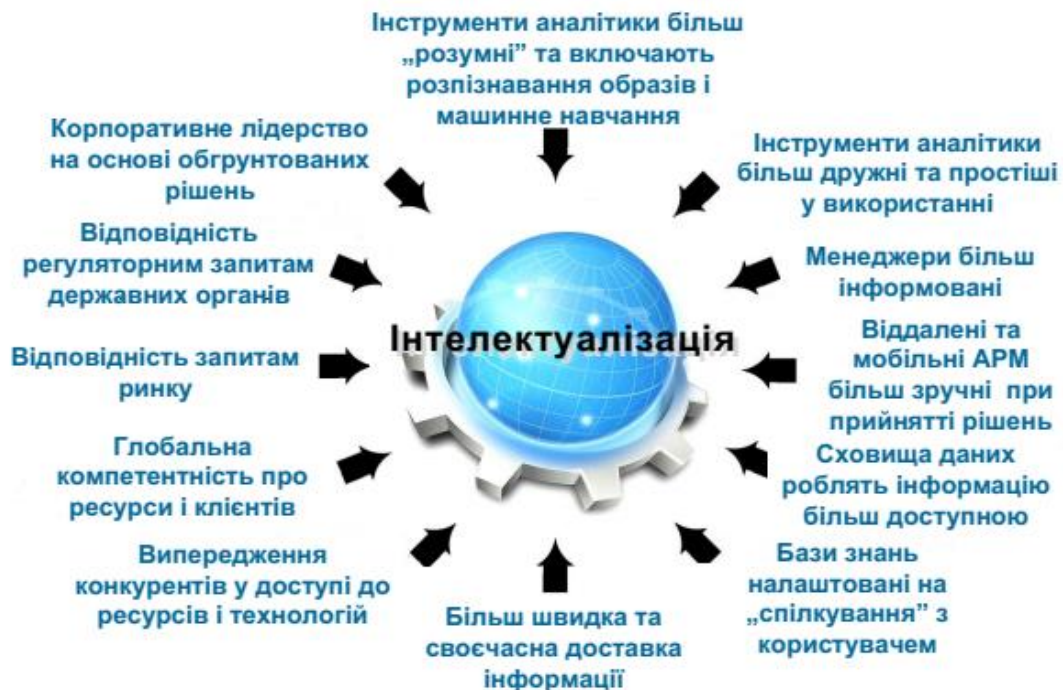 Інструменти аналітики більш
„розумні” та включають
розпізнавання образів і
машинне навчання
Корпоративне лідерство
на основі обгрунтованих
рішень
Інструменти аналітики
більш дружні та простіші
у використанні
Відповідність
регуляторним запитам
державних органів
Менеджери більш
інформовані
Інтелектуалізація
Відповідність запитам
ринку
Віддалені та
мобільні АРМ
більш зручні при
прийнятті рішень
Глобальна
компетентність про
ресурси і клієнтів
Сховища даних
роблять інформацію
більш доступною
Випередження
конкурентів у доступі до
ресурсів і технологій
Більш швидка та
своєчасна доставка
інформації
Бази знань
налаштовані на
„спілкування” з
користувачем